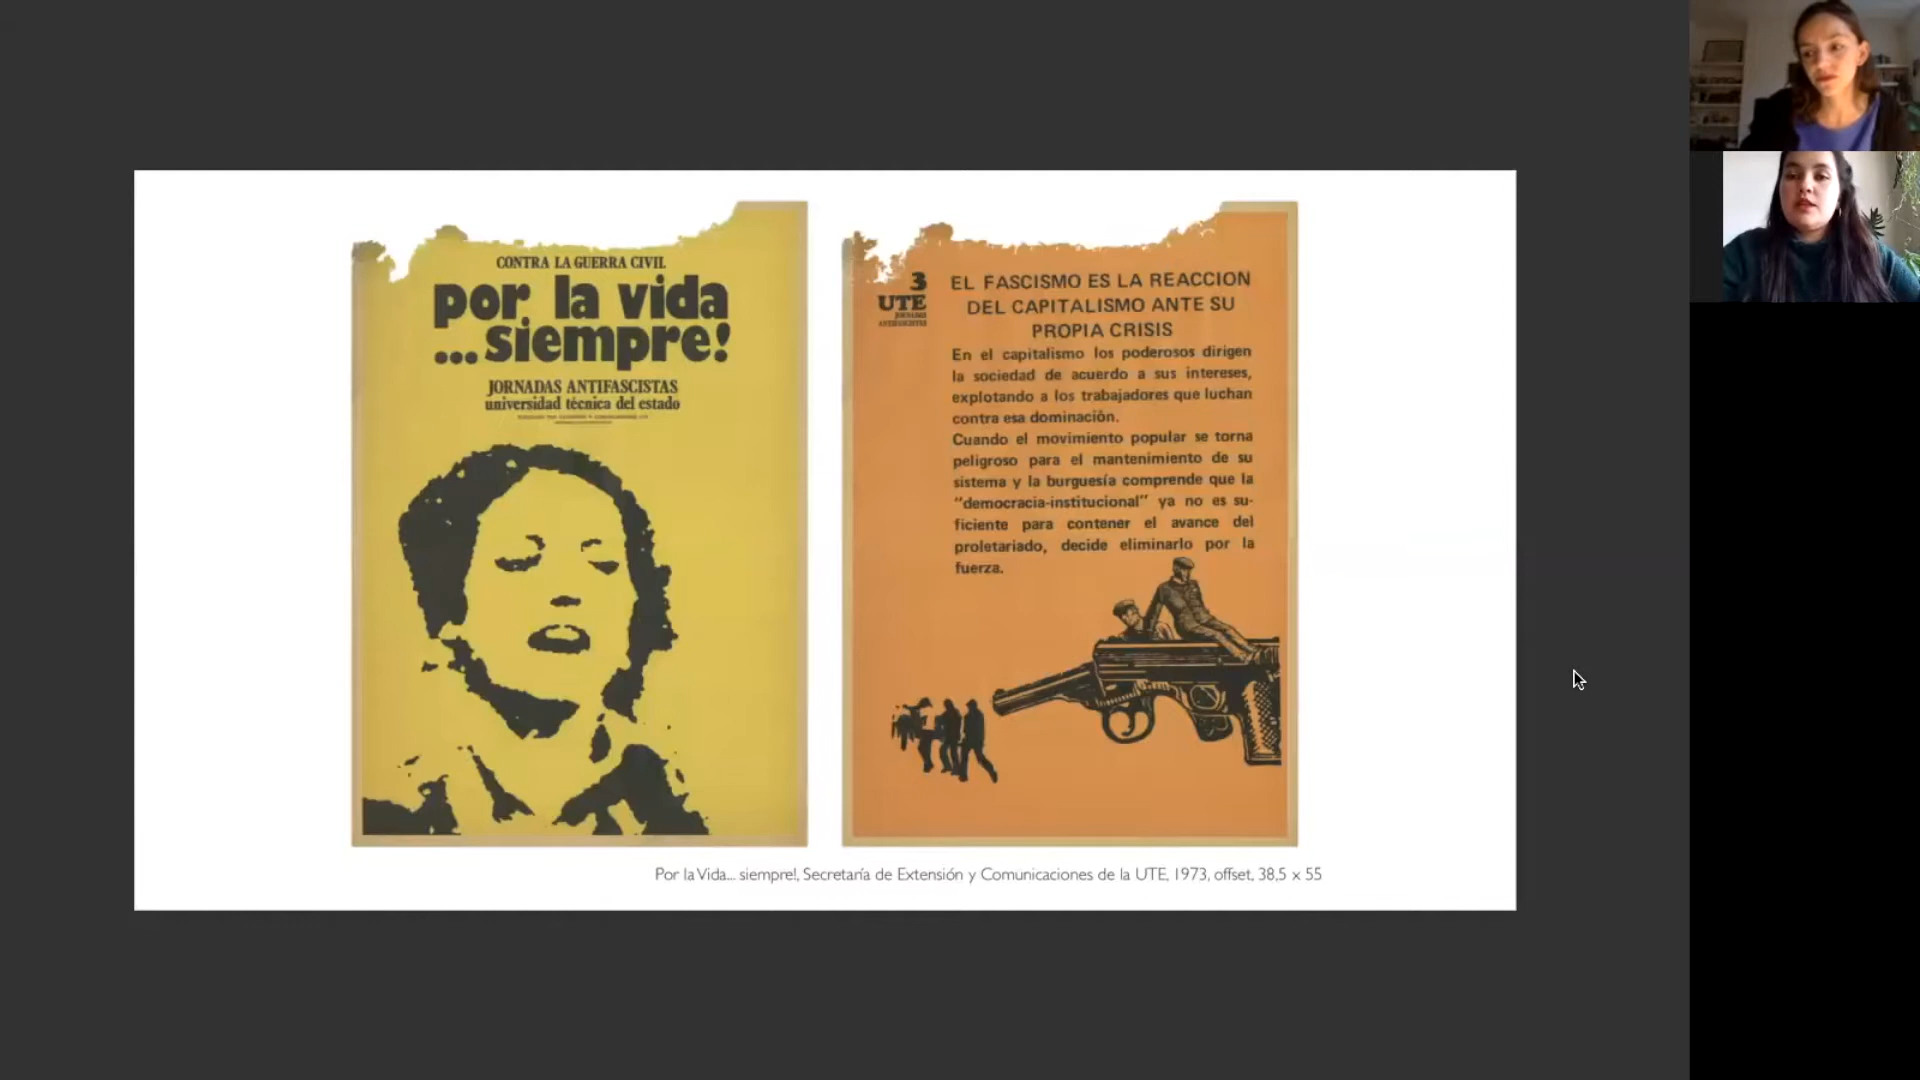 CONTRA LA GUERRA CIVIL
por la vida
...siempre!
JORNADAS ANTIFASCISTAS
universidad técnica del estado
3
UTE
JORNADAS
ANTIFASCISTAS
EL FASCISMO ES LA REACCION
DEL CAPITALISMO ANTE SU
PROPIA CRISIS
En el capitalismo los poderosos dirigen
la sociedad de acuerdo a sus intereses,
explotando a los trabajadores que luchan
contra esa dominación.
Cuando el movimiento popular se torna
peligroso para el mantenimiento de su
sistema y la burguesía comprende que la
"democracia-institucional" ya no es su-
ficiente para contener el avance del
proletariado, decide eliminarlo por la
fuerza.
Por la Vida... siempre!, Secretaría de Extensión y Comunicaciones de la UTE, 1973, offset, 38,5 x 55